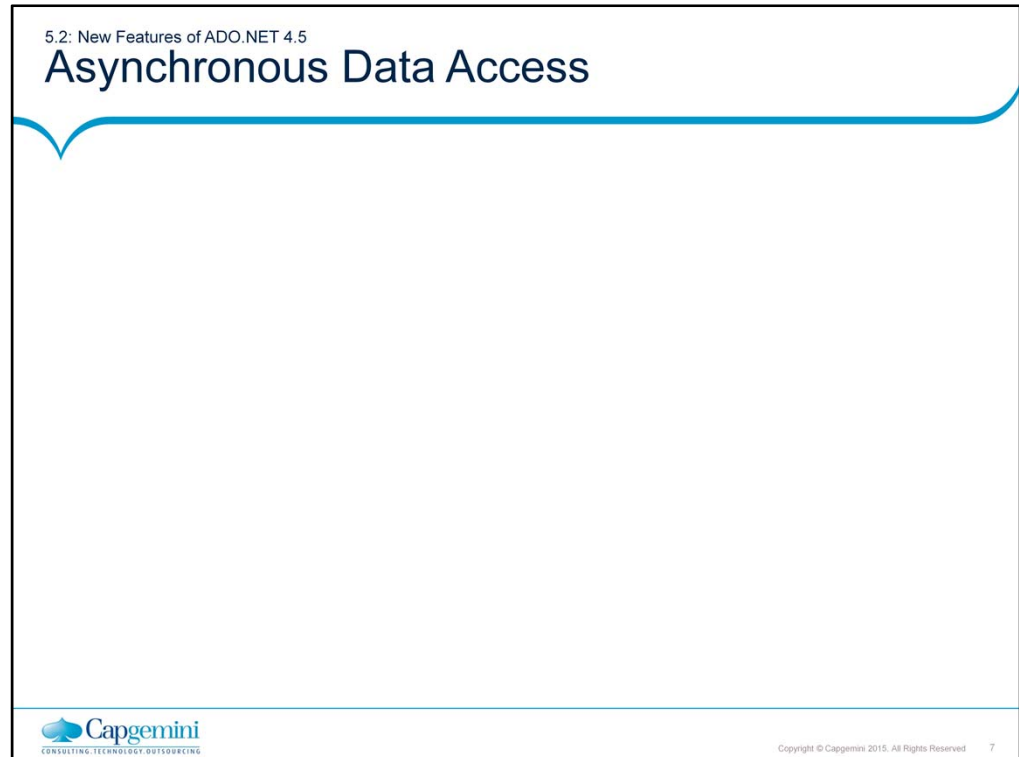 5.2: New Features of ADO.NET 4.5
Asynchronous Data Access
Capgemini
CONSULTING.TECHNOLOGY.OUTSOURCING
Copyright © Capgemini 2015. All Rights Reserved 7